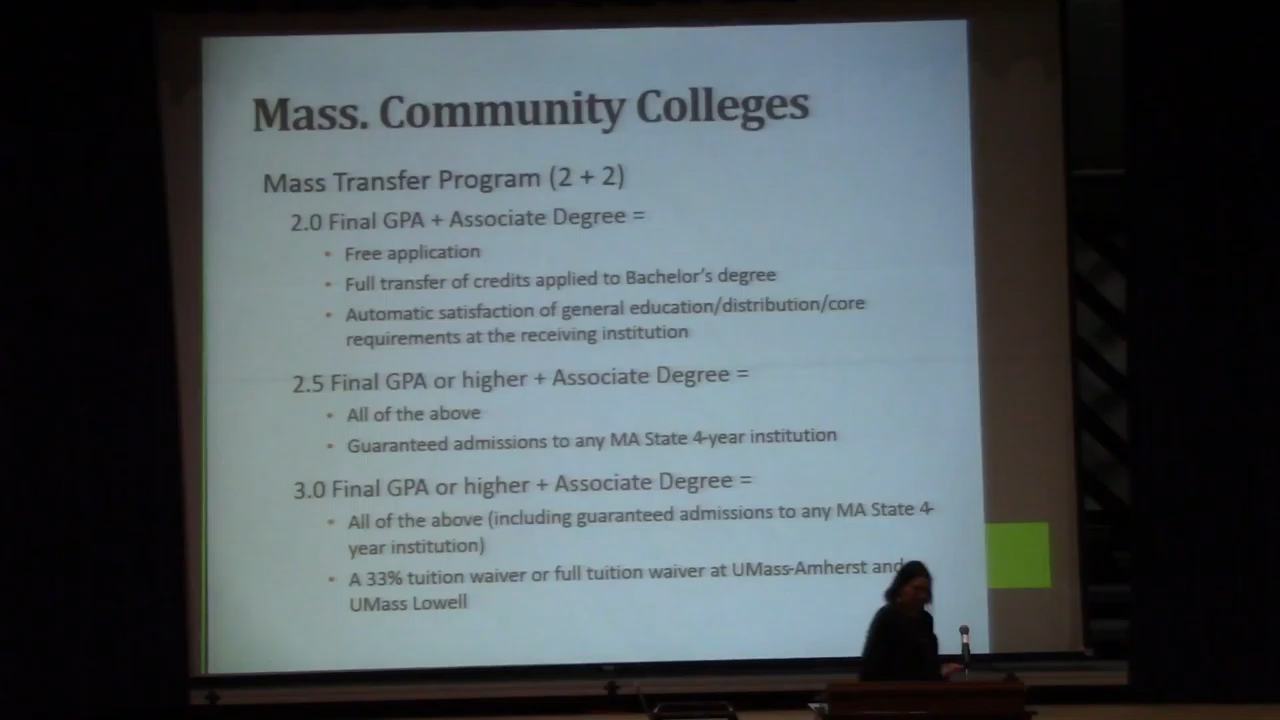 Mass. Community Colleges
Mass Transfer Program (2 + 2)
2.0 Final GPA + Associate Degree =
• Free application
• Full transfer of credits applied to Bachelor's degree
• Automatic satisfaction of general education/distribution/core
requirements at the receiving institution
2.5 Final GPA or higher + Associate Degree =
• All of the above
• Guaranteed admissions to any MA State 4-year institution
3.0 Final GPA or higher + Associate Degree =
• All of the above (including guaranteed admissions to any MA State 4-
year institution)
• A 33% tuition waiver or full tuition waiver at UMass-Amherst and
UMass Lowell